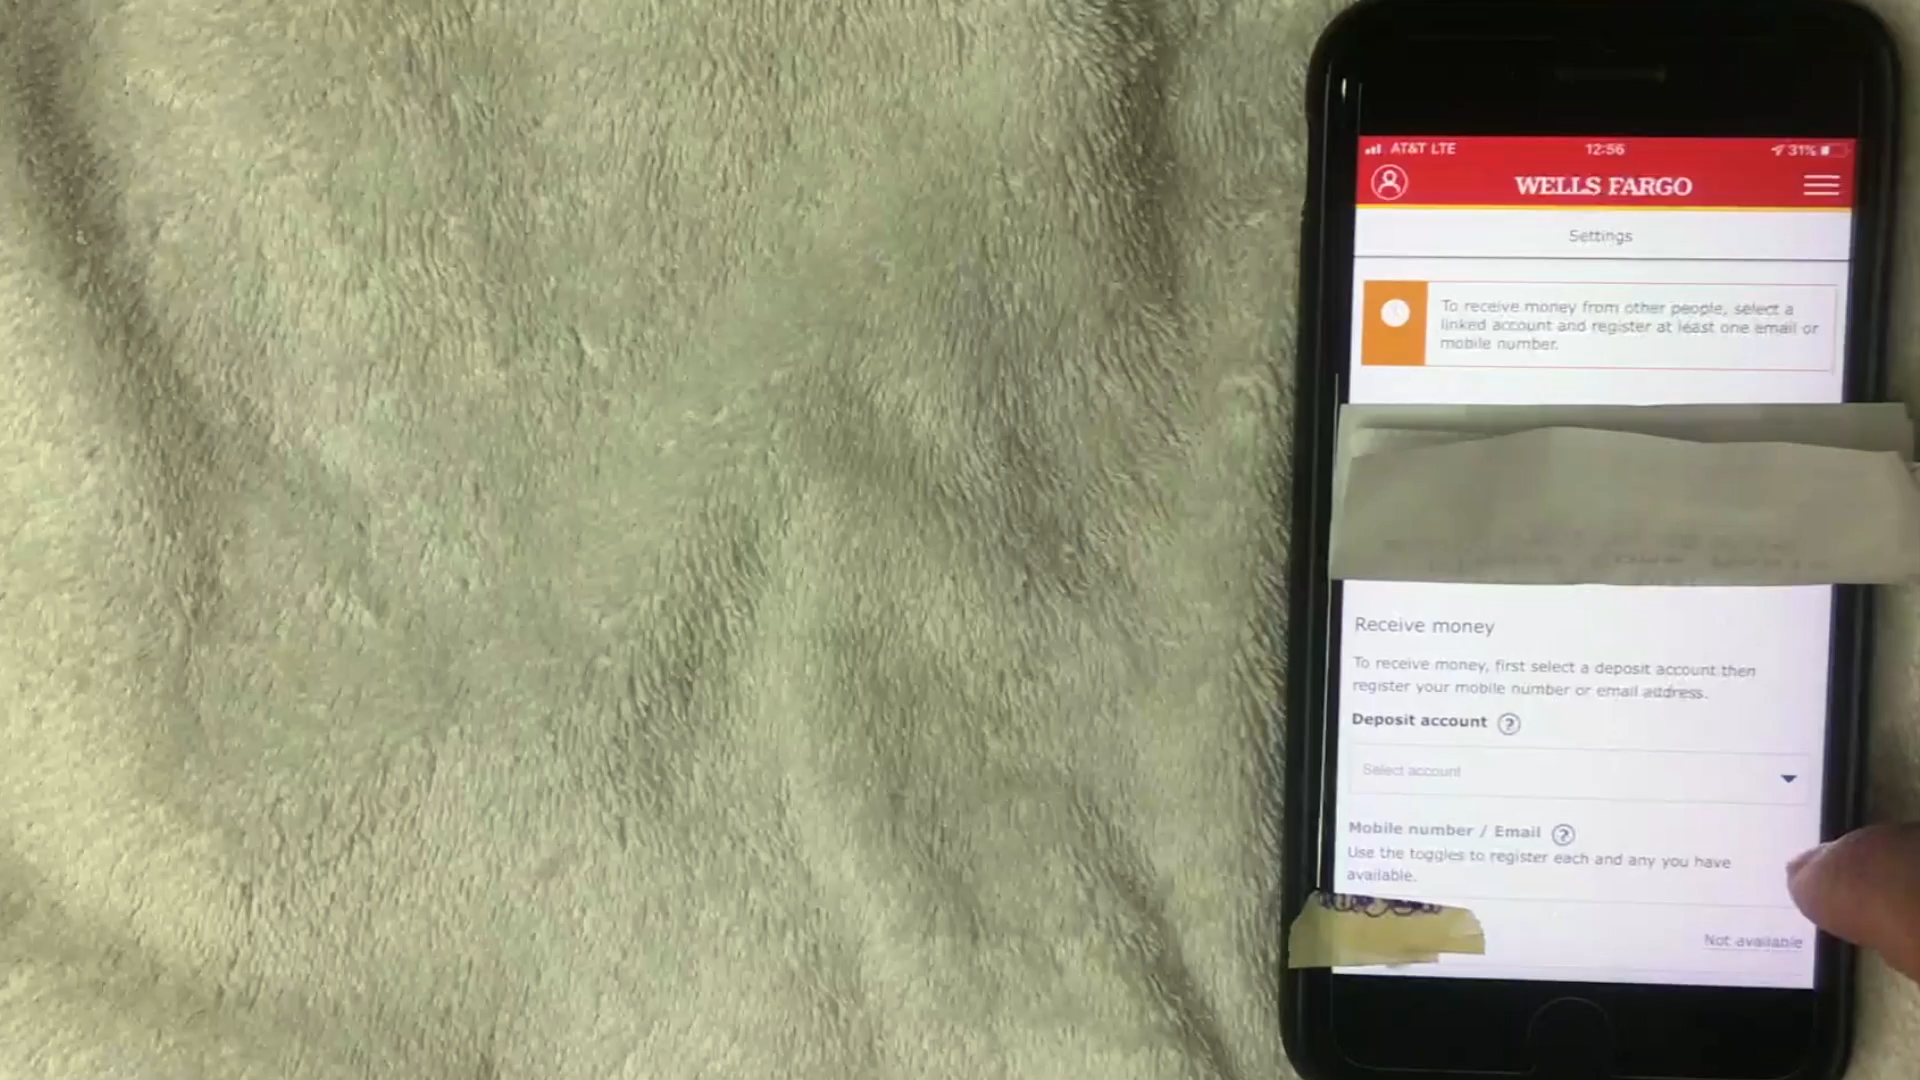 AT&T LTE 12:56 31%
WELLS FARGO
Settings
To receive money from other people, select a
linked account and register at least one email or
mobile number.
Receive money
To receive money, first select a deposit account then
register your mobile number or email address.
Deposit account ?
Select account
Mobile number / Email ?
Use the toggles to register each and any you have
available.
Not available